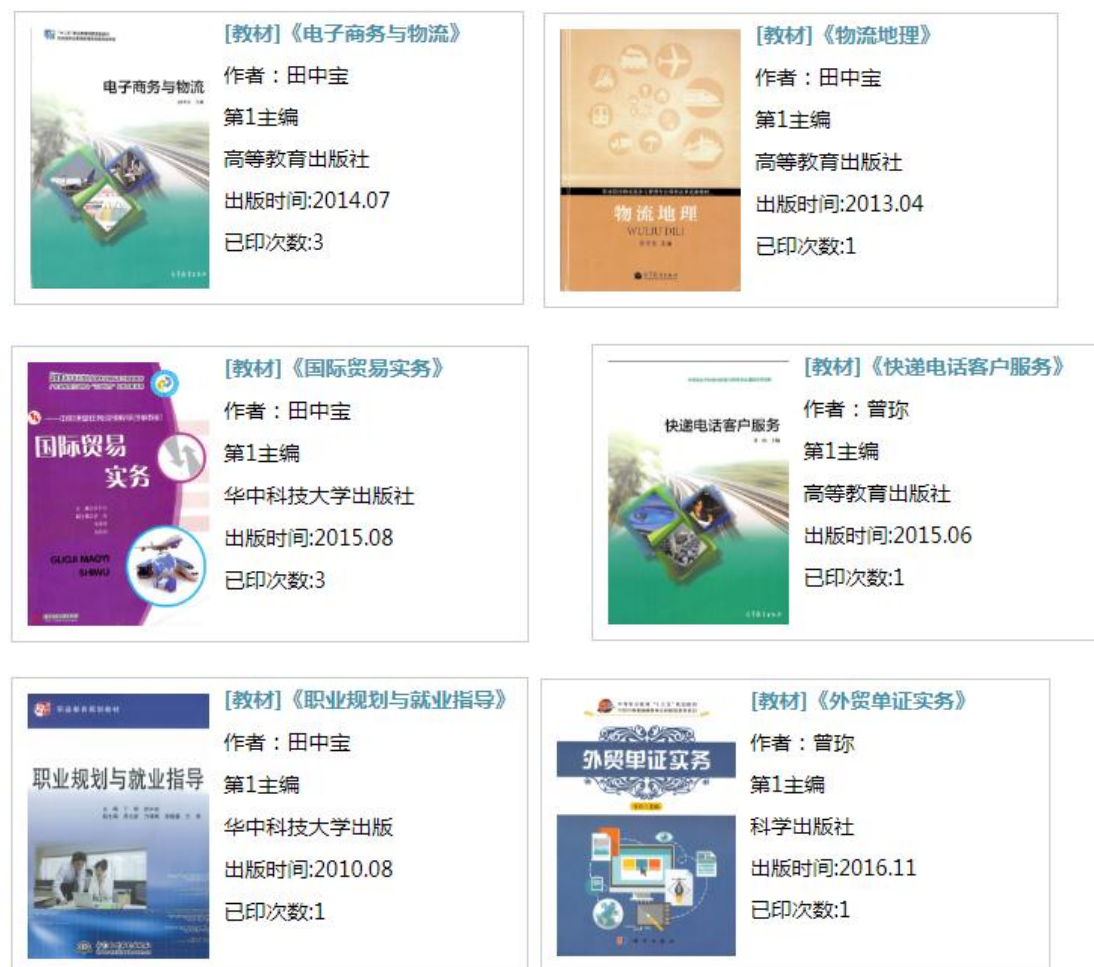 [教材]《电子商务与物流》
作者：田中宝
第1主编
高等教育出版社
出版时间:2014.07
已印次数:3
电子商务与物流
[教材]《物流地理》
作者：田中宝
第1主编
高等教育出版社
出版时间:2013.04
已印次数:1
物流地理
WULIU DILI
[教材]《国际贸易实务》
作者：田中宝
第1主编
华中科技大学出版社
出版时间:2015.08
已印次数:3
国际贸易
实务
GUOJI MAOYI
SHIWU
[教材]《快递电话客户服务》
作者：曾珎
第1主编
高等教育出版社
出版时间:2015.06
已印次数:1
快递电话客户服务
[教材]《职业规划与就业指导》
作者：田中宝
第1主编
华中科技大学出版
出版时间:2010.08
已印次数:1
职业教育规划教材
职业规划与就业指导
[教材]《外贸单证实务》
作者：曾珎
第1主编
科学出版社
出版时间:2016.11
已印次数:1
外贸单证实务